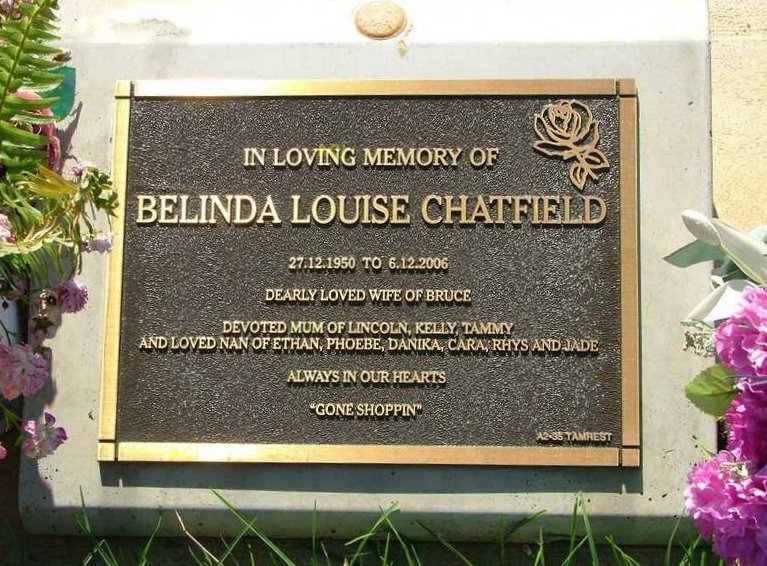 IN LOVING MEMORY OF
BELINDA LOUISE CHATFIELD
27.12.1950 TO 6.12.2006
DEARLY LOVED WIFE OF BRUCE
DEVOTED MUM OF LINCOLN, KELLY, TAMMY
AND LOVED NAN OF ETHAN, PHOEBE, DANIKA, CARA, RHYS AND JADE
ALWAYS IN OUR HEARTS
"GONE SHOPPIN"
A2-35 TAMREST